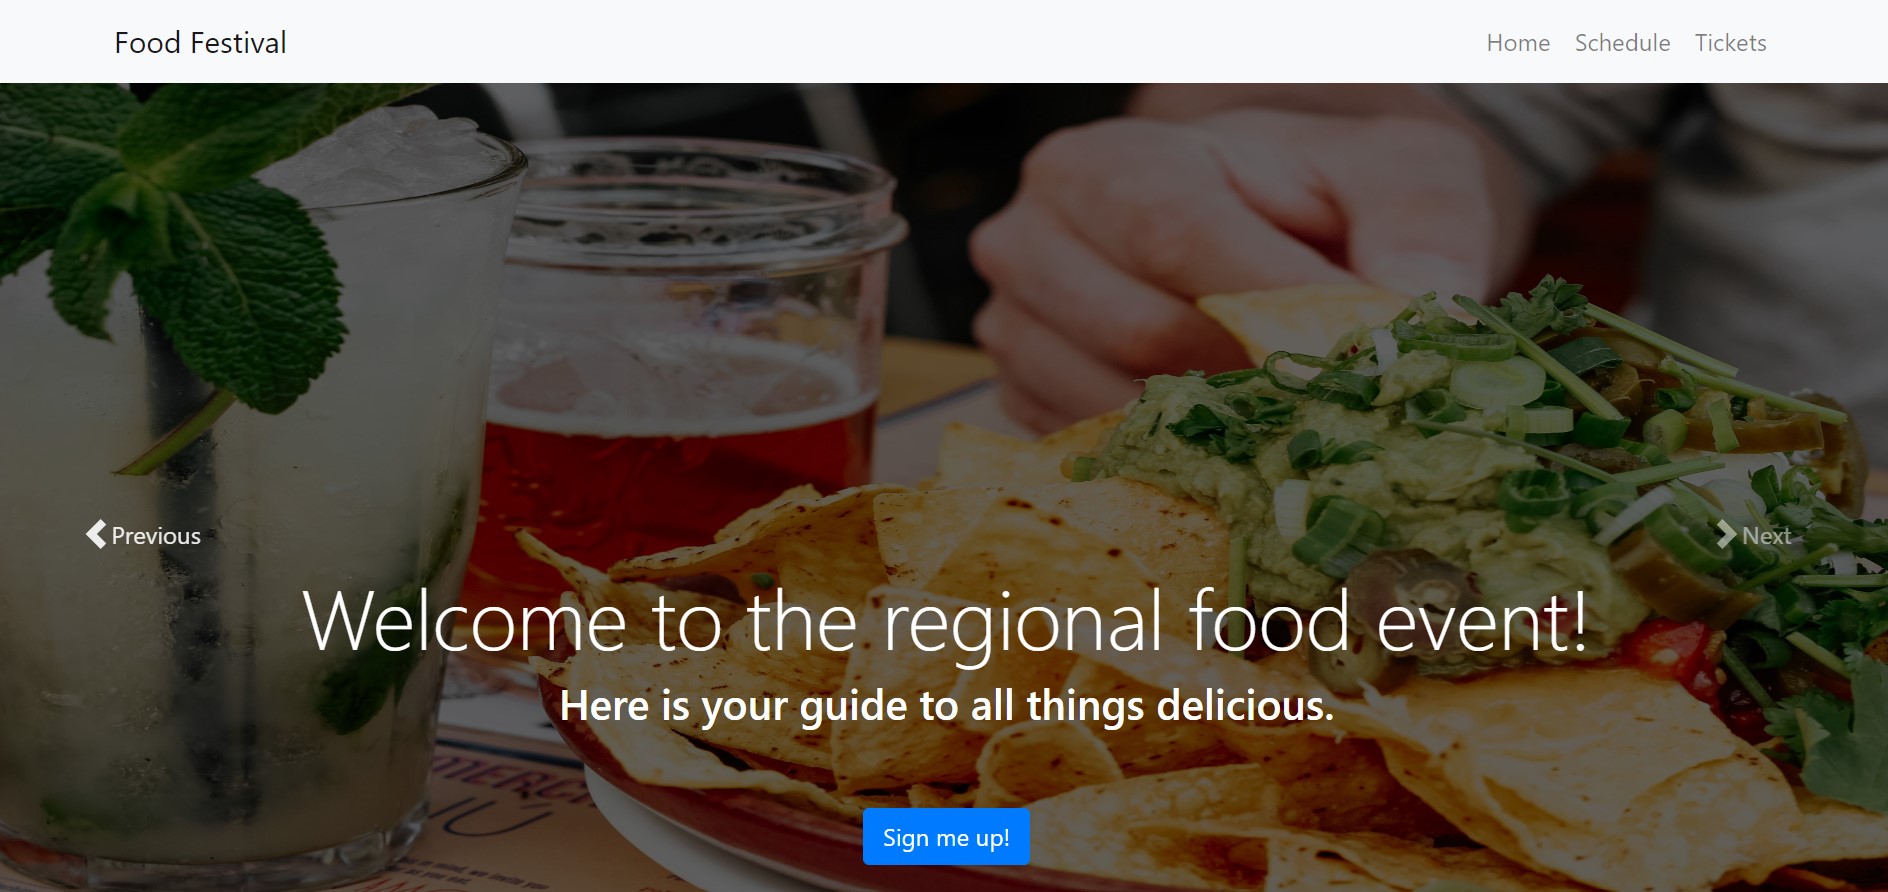 Food Festival
Home Schedule Tickets
Previous
Next
Welcome to the regional food event!
Here is your guide to all things delicious.
Sign me up!